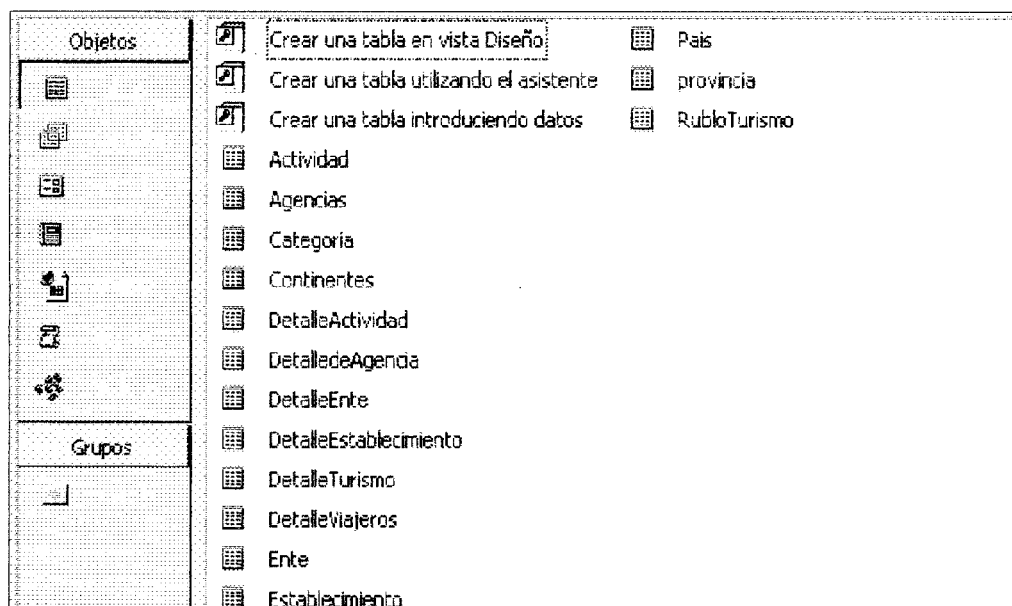 Objetos
Crear una tabla en vista Diseño
Crear una tabla utilizando el asistente
Crear una tabla introduciendo datos
Actividad
Agencias
Categoria
Continentes
DetalleActividad
DetalledeAgencia
DetalleEnte
DetalleEstablecimiento
DetalleTurismo
DetalleViajeros
Ente
Establecimiento
Pais
provincia
RubloTurismo
Grupos